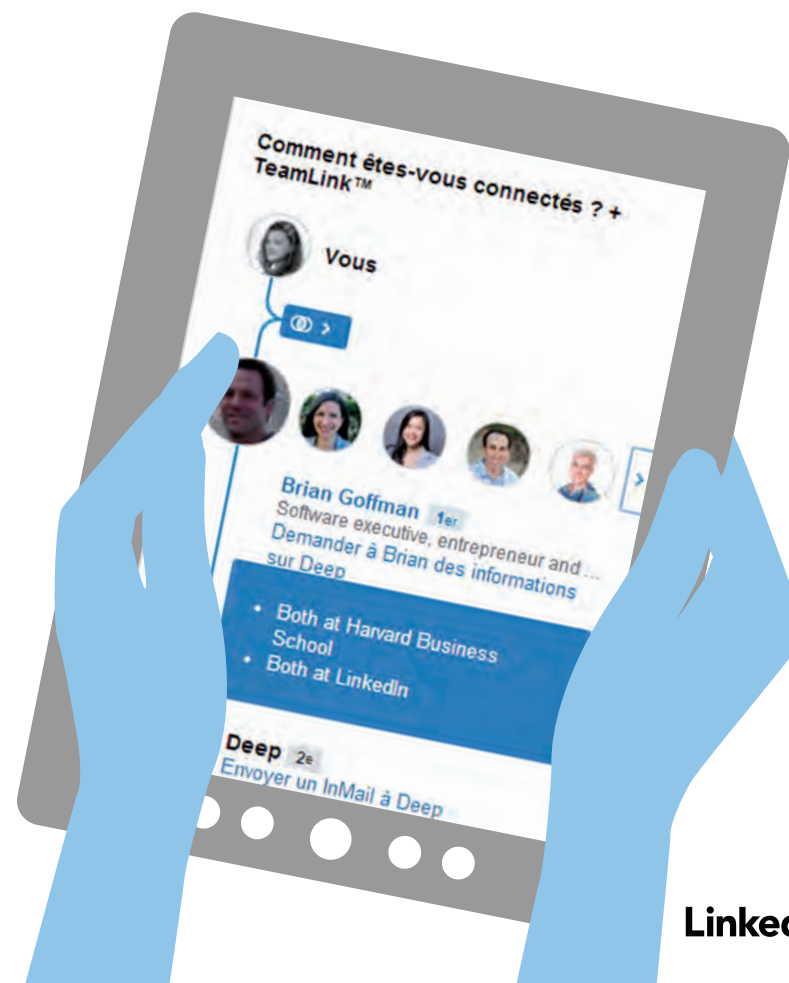 Comment êtes-vous connectés ? +
TeamLink™
Vous
Brian Goffman 1er
Software executive, entrepreneur and ...
Demander à Brian des informations
sur Deep
• Both at Harvard Business
School
• Both at LinkedIn
Deep 2e
Envoyer un InMail à Deep
Linked